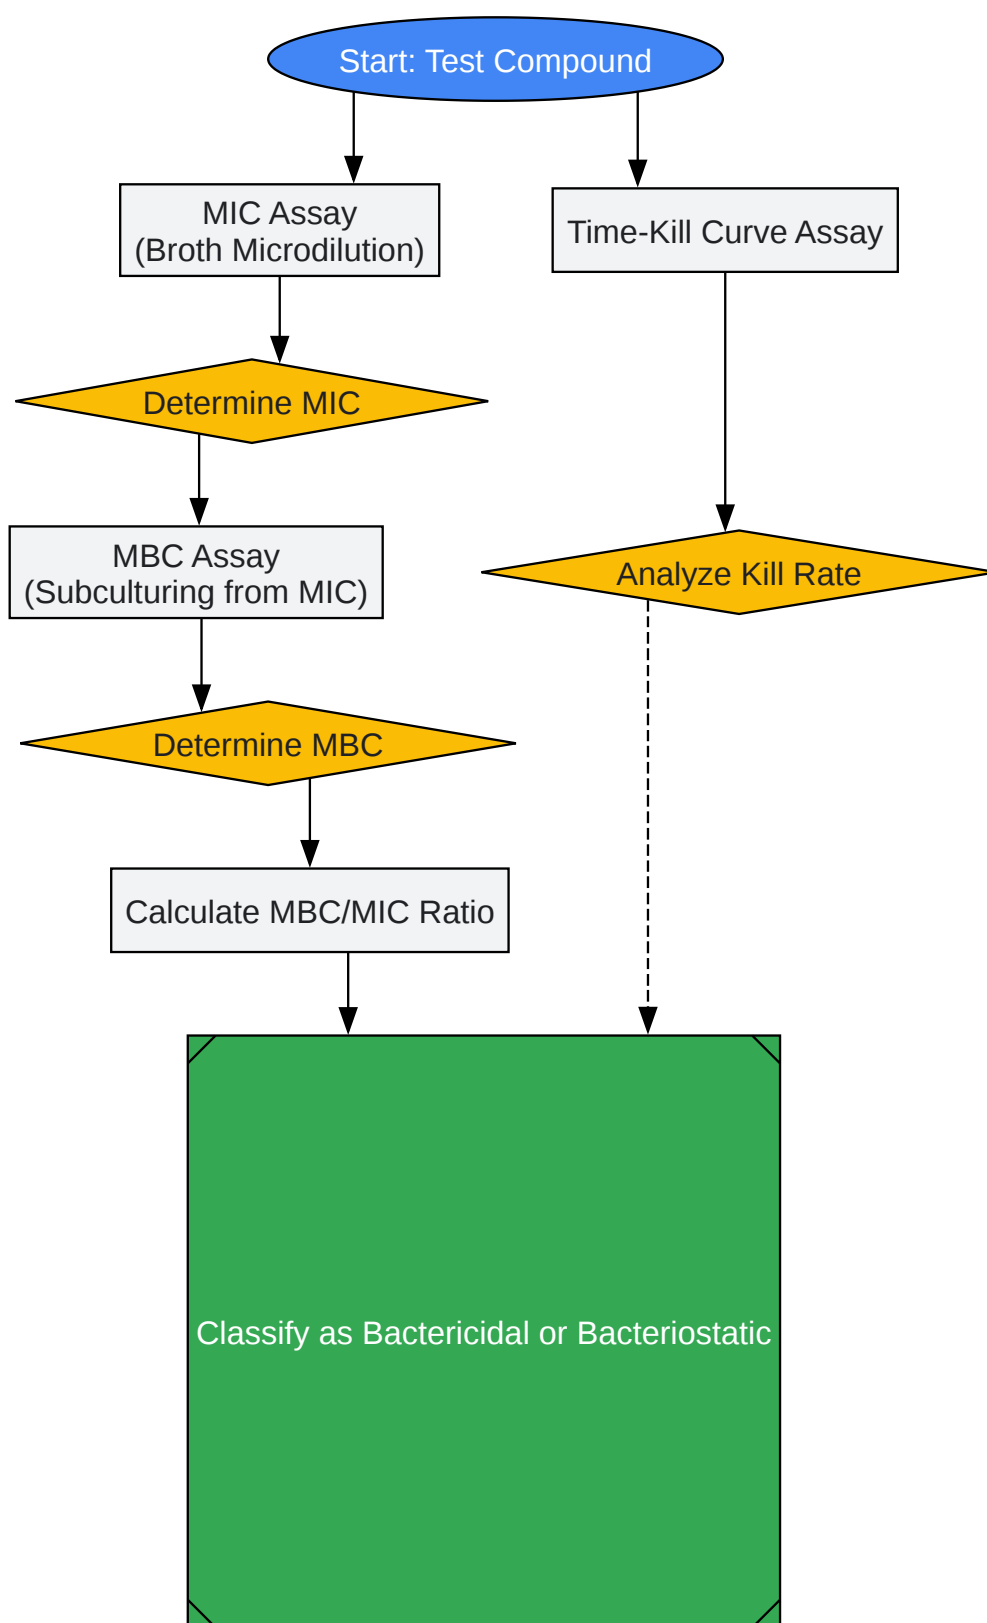 Start: Test Compound
MIC Assay
(Broth Microdilution)
Time-Kill Curve Assay
Determine MIC
MBC Assay
(Subculturing from MIC)
Analyze Kill Rate
Determine MBC
Calculate MBC/MIC Ratio
Classify as Bactericidal or Bacteriostatic